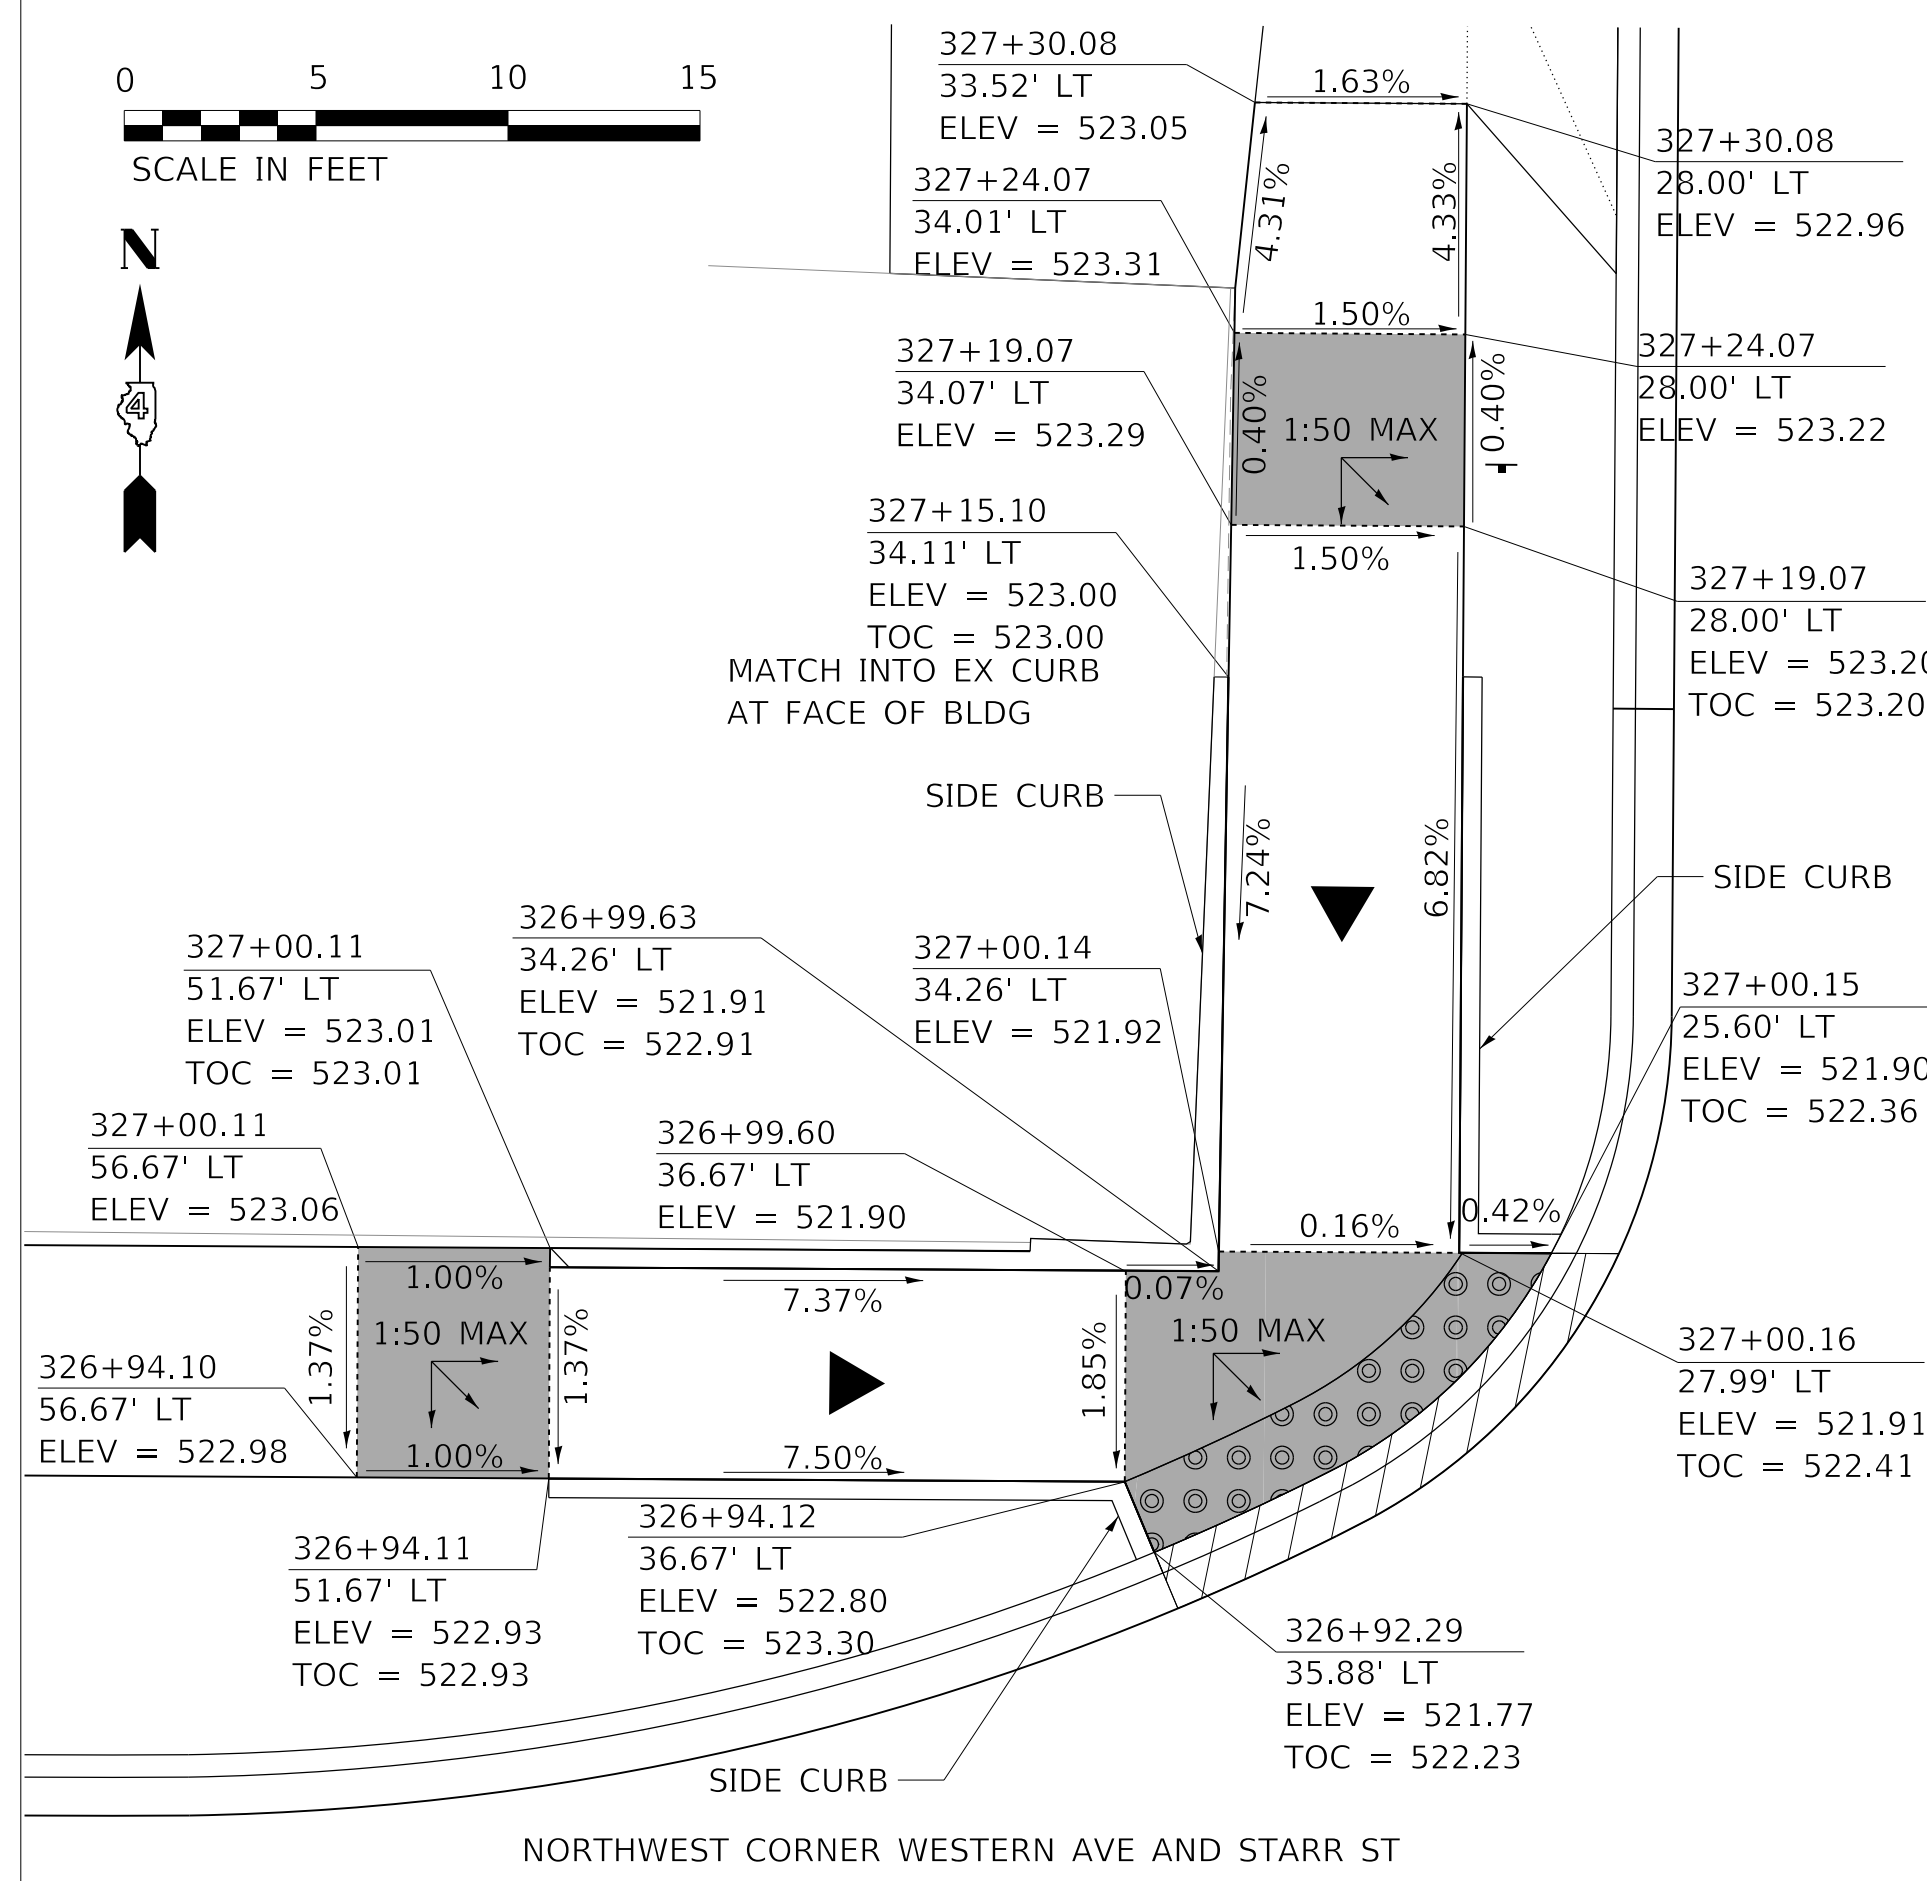 0 5 10 15
SCALE IN FEET
N
4
327+30.08
33.52' LT
ELEV = 523.05
1.63%
327+30.08
28.00' LT
ELEV = 522.96
327+24.07
34.01' LT
ELEV = 523.31
4.31%
4.33%
1.50%
327+19.07
34.07' LT
ELEV = 523.29
0.40%
1:50 MAX
0.40%
327+24.07
28.00' LT
ELEV = 523.22
327+15.10
34.11' LT
ELEV = 523.00
TOC = 523.00
MATCH INTO EX CURB
AT FACE OF BLDG
1.50%
327+19.07
28.00' LT
ELEV = 523.20
TOC = 523.20
SIDE CURB
7.24%
6.82%
SIDE CURB
327+00.11
51.67' LT
ELEV = 523.01
TOC = 523.01
326+99.63
34.26' LT
ELEV = 521.91
TOC = 522.91
327+00.14
34.26' LT
ELEV = 521.92
327+00.15
25.60' LT
ELEV = 521.90
TOC = 522.36
327+00.11
56.67' LT
ELEV = 523.06
326+99.60
36.67' LT
ELEV = 521.90
0.16%
0.42%
1.00%
7.37%
0.07%
1.37%
1:50 MAX
1.37%
1.85%
1:50 MAX
326+94.10
56.67' LT
ELEV = 522.98
1.00%
7.50%
327+00.16
27.99' LT
ELEV = 521.91
TOC = 522.41
326+94.11
51.67' LT
ELEV = 522.93
TOC = 522.93
326+94.12
36.67' LT
ELEV = 522.80
TOC = 523.30
326+92.29
35.88' LT
ELEV = 521.77
TOC = 522.23
SIDE CURB
NORTHWEST CORNER WESTERN AVE AND STARR ST